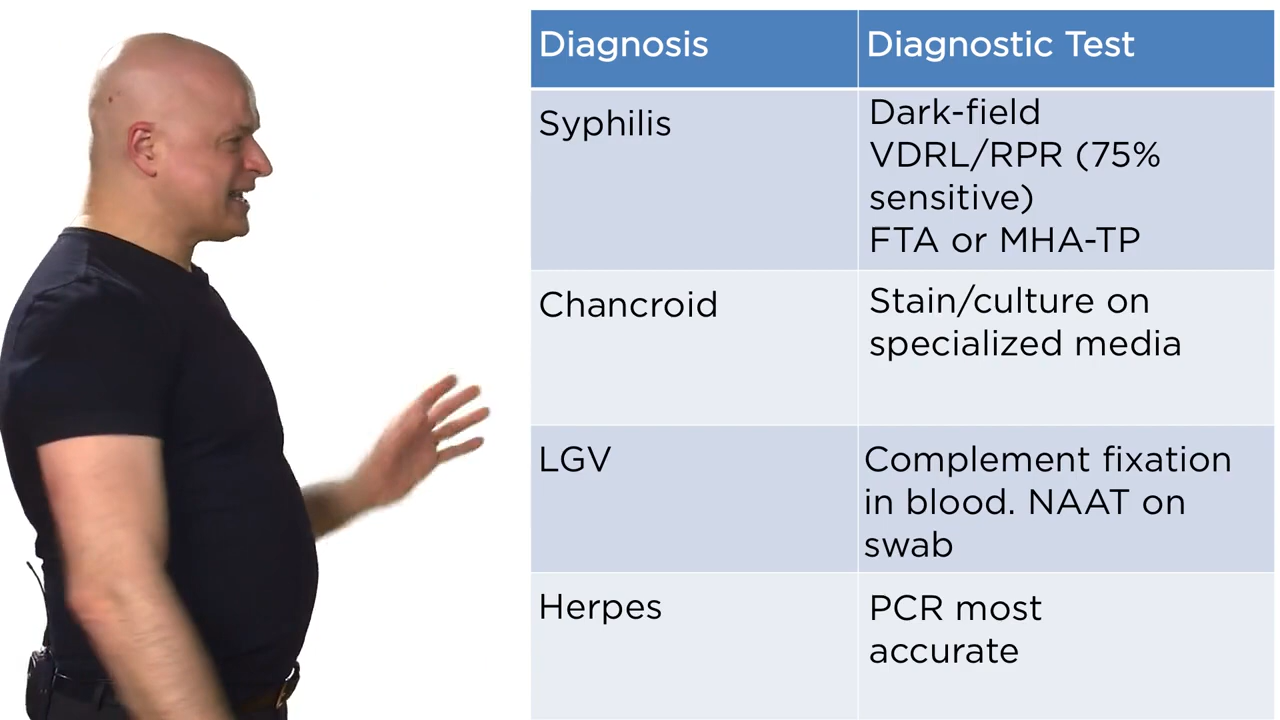 Diagnosis
Diagnostic Test
Syphilis
Dark-field
VDRL/RPR (75%
sensitive)
FTA or MHA-TP
Chancroid
Stain/culture on
specialized media
LGV
Complement fixation
in blood. NAAT on
swab
Herpes
PCR most
accurate